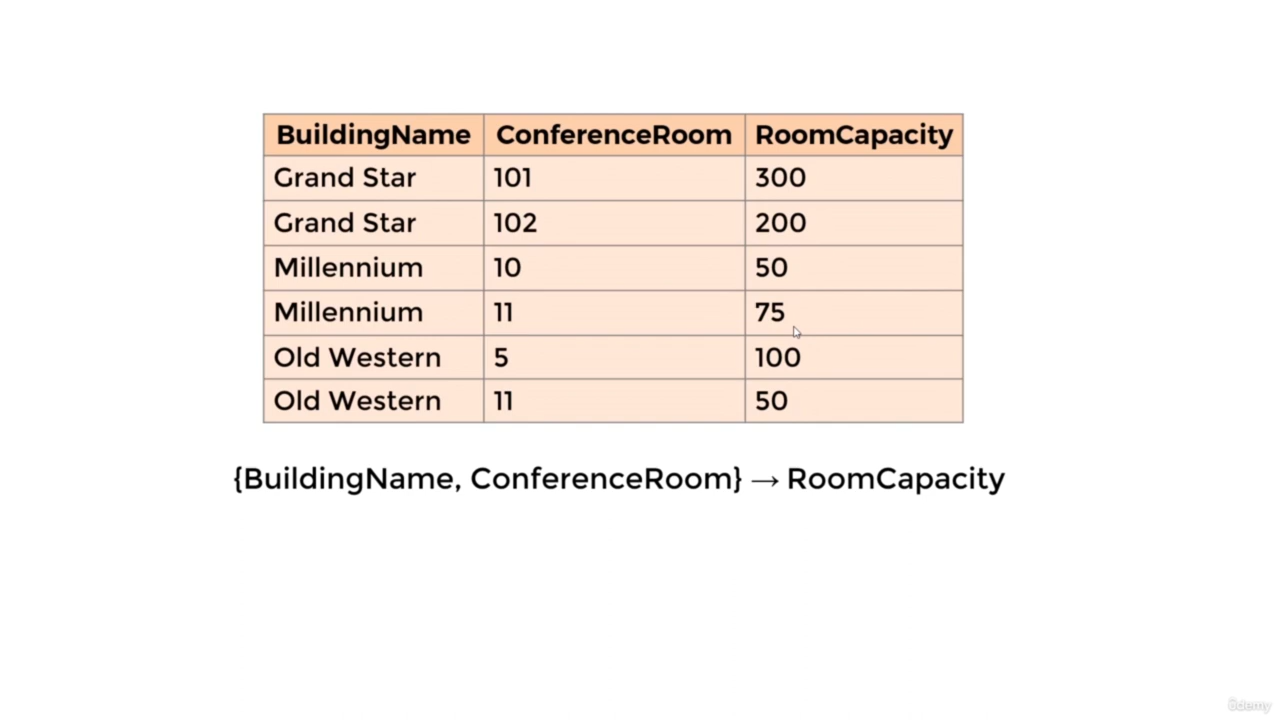 BuildingName ConferenceRoom RoomCapacity
Grand Star 101 300
Grand Star 102 200
Millennium 10 50
Millennium 11 75
Old Western 5 100
Old Western 11 50
{BuildingName, ConferenceRoom} → RoomCapacity
ûdemy